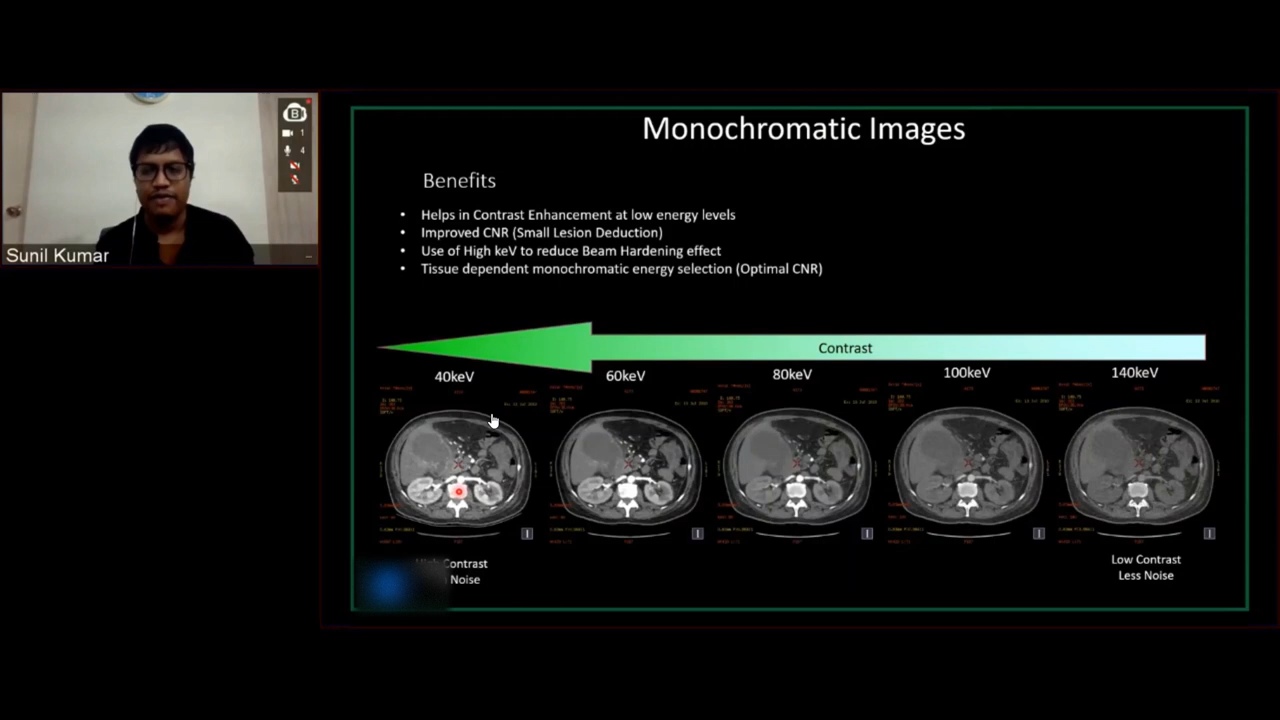 Monochromatic Images
Benefits
• Helps in Contrast Enhancement at low energy levels
• Improved CNR (Small Lesion Deduction)
• Use of High keV to reduce Beam Hardening effect
• Tissue dependent monochromatic energy selection (Optimal CNR)
B
1
4
Sunil Kumar
Contrast
40keV 60keV 80keV 100keV 140keV
Contrast
Noise
Low Contrast
Less Noise